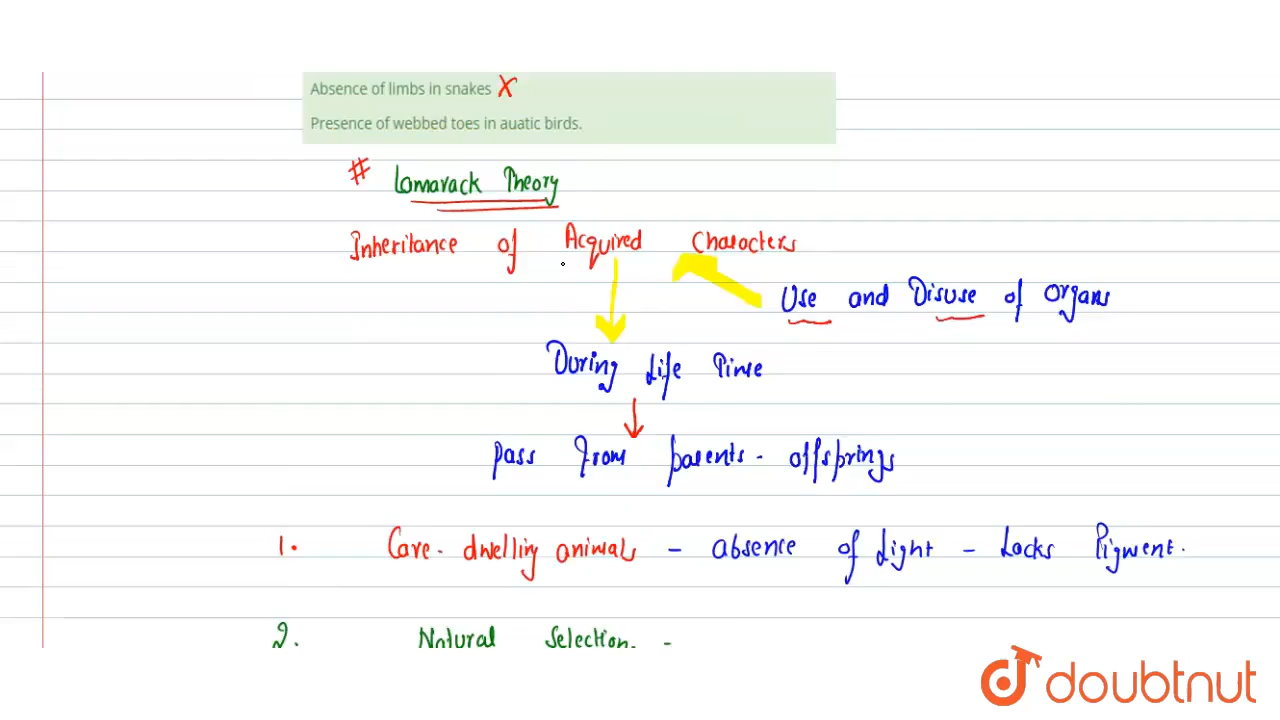 Absence of limbs in snakes X
Presence of webbed toes in auatic birds.
# Lamarack Theory
Inheritance of Acquired Characters
Use and Disuse of Organs
During Life Time
Pass from parents - offsprings
1. Cave - dwelling animals - absence of Light - Lacks Pigment.
2. Natural Selection. -
doubtnut